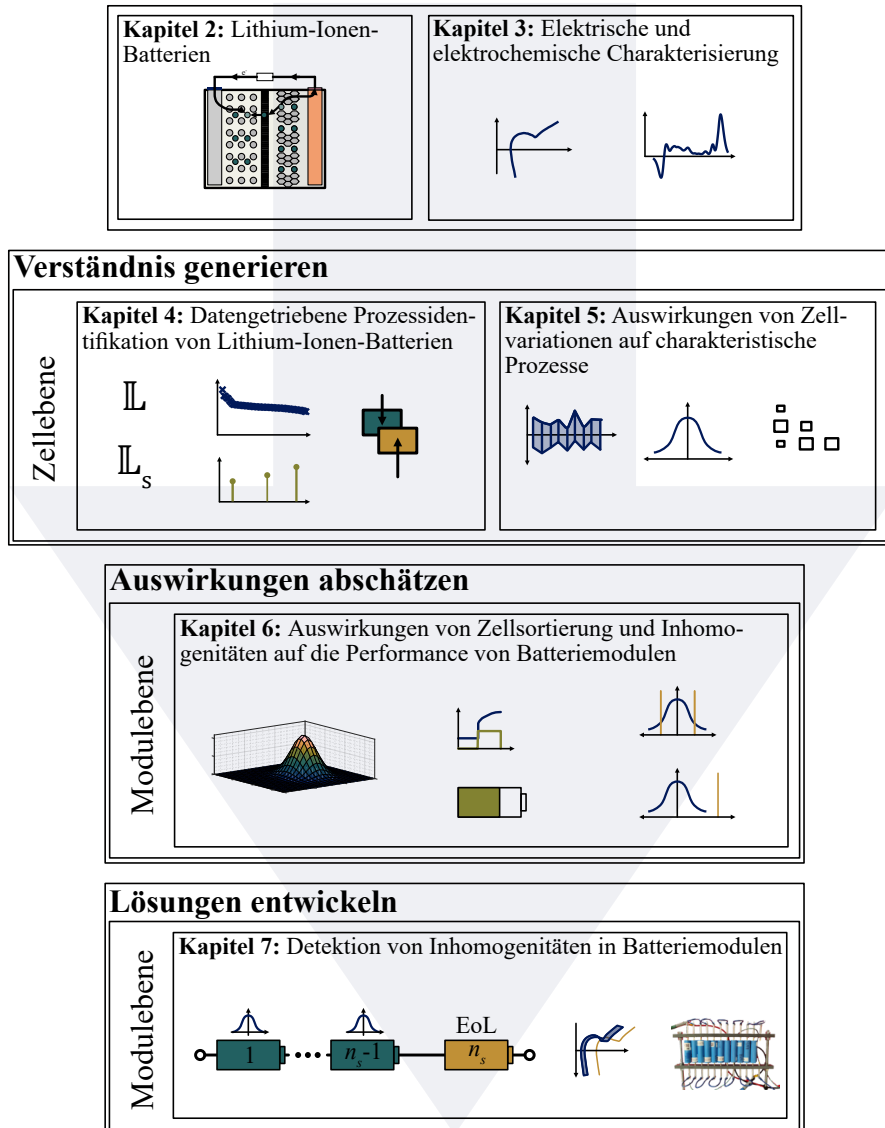 Kapitel 2: Lithium-Ionen-
Batterien
e⁻
Kapitel 3: Elektrische und
elektrochemische Charakterisierung
Verständnis generieren
Zellebene
Kapitel 4: Datengetriebene Prozessiden-
tifikation von Lithium-Ionen-Batterien
𝕃
𝕃s
Kapitel 5: Auswirkungen von Zell-
variationen auf charakteristische
Prozesse
Auswirkungen abschätzen
Modulebene
Kapitel 6: Auswirkungen von Zellsortierung und Inhomo-
genitäten auf die Performance von Batteriemodulen
Lösungen entwickeln
Modulebene
Kapitel 7: Detektion von Inhomogenitäten in Batteriemodulen
EoL
1 ns-1 ns